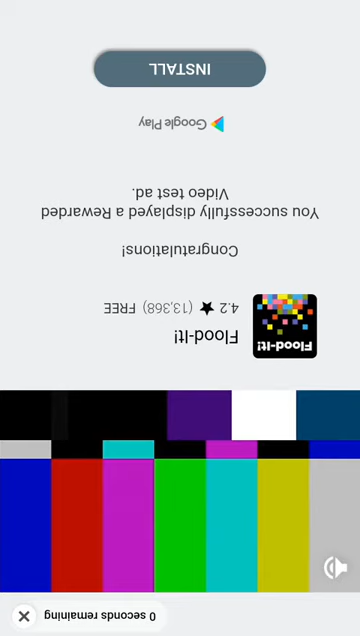 0 seconds remaining
Flood-It!
Flood-It!
4.2 ★ (13,368) FREE
Congratulations!
You successfully displayed a Rewarded
Video test ad.
Google Play
INSTALL